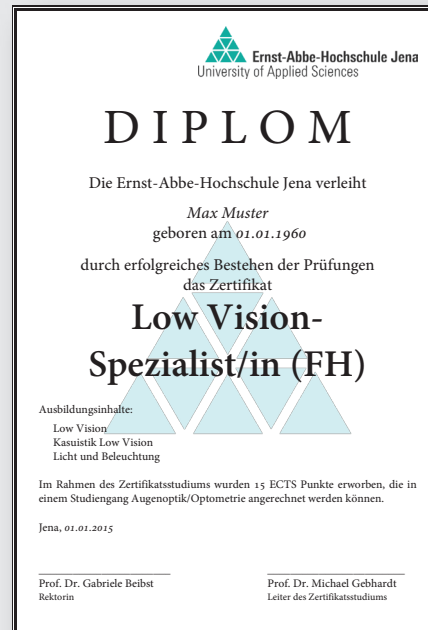 Ernst-Abbe-Hochschule Jena
University of Applied Sciences
DIPLOM
Die Ernst-Abbe-Hochschule Jena verleiht
Max Muster
geboren am 01.01.1960
durch erfolgreiches Bestehen der Prüfungen
das Zertifikat
Low Vision-
Spezialist/in (FH)
Ausbildungsinhalte:
Low Vision
Kasuistik Low Vision
Licht und Beleuchtung
Im Rahmen des Zertifikatsstudiums wurden 15 ECTS Punkte erworben, die in
einem Studiengang Augenoptik/Optometrie angerechnet werden können.
Jena, 01.01.2015
Prof. Dr. Gabriele Beibst
Prof. Dr. Michael Gebhardt
Rektorin
Leiter des Zertifikatsstudiums